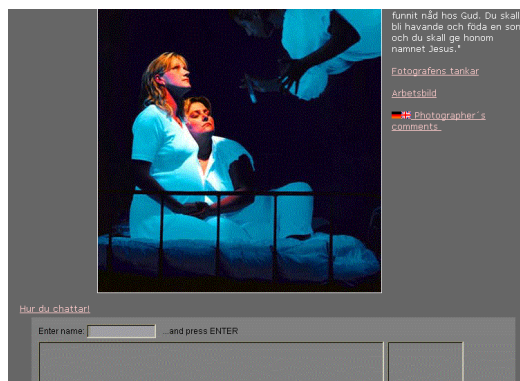 funnit nåd hos Gud. Du skall
bli havande och föda en son
och du skall ge honom
namnet Jesus."
Fotografens tankar
Arbetsbild
Photographer´s
comments
Hur du chattar!
Enter name:
...and press ENTER